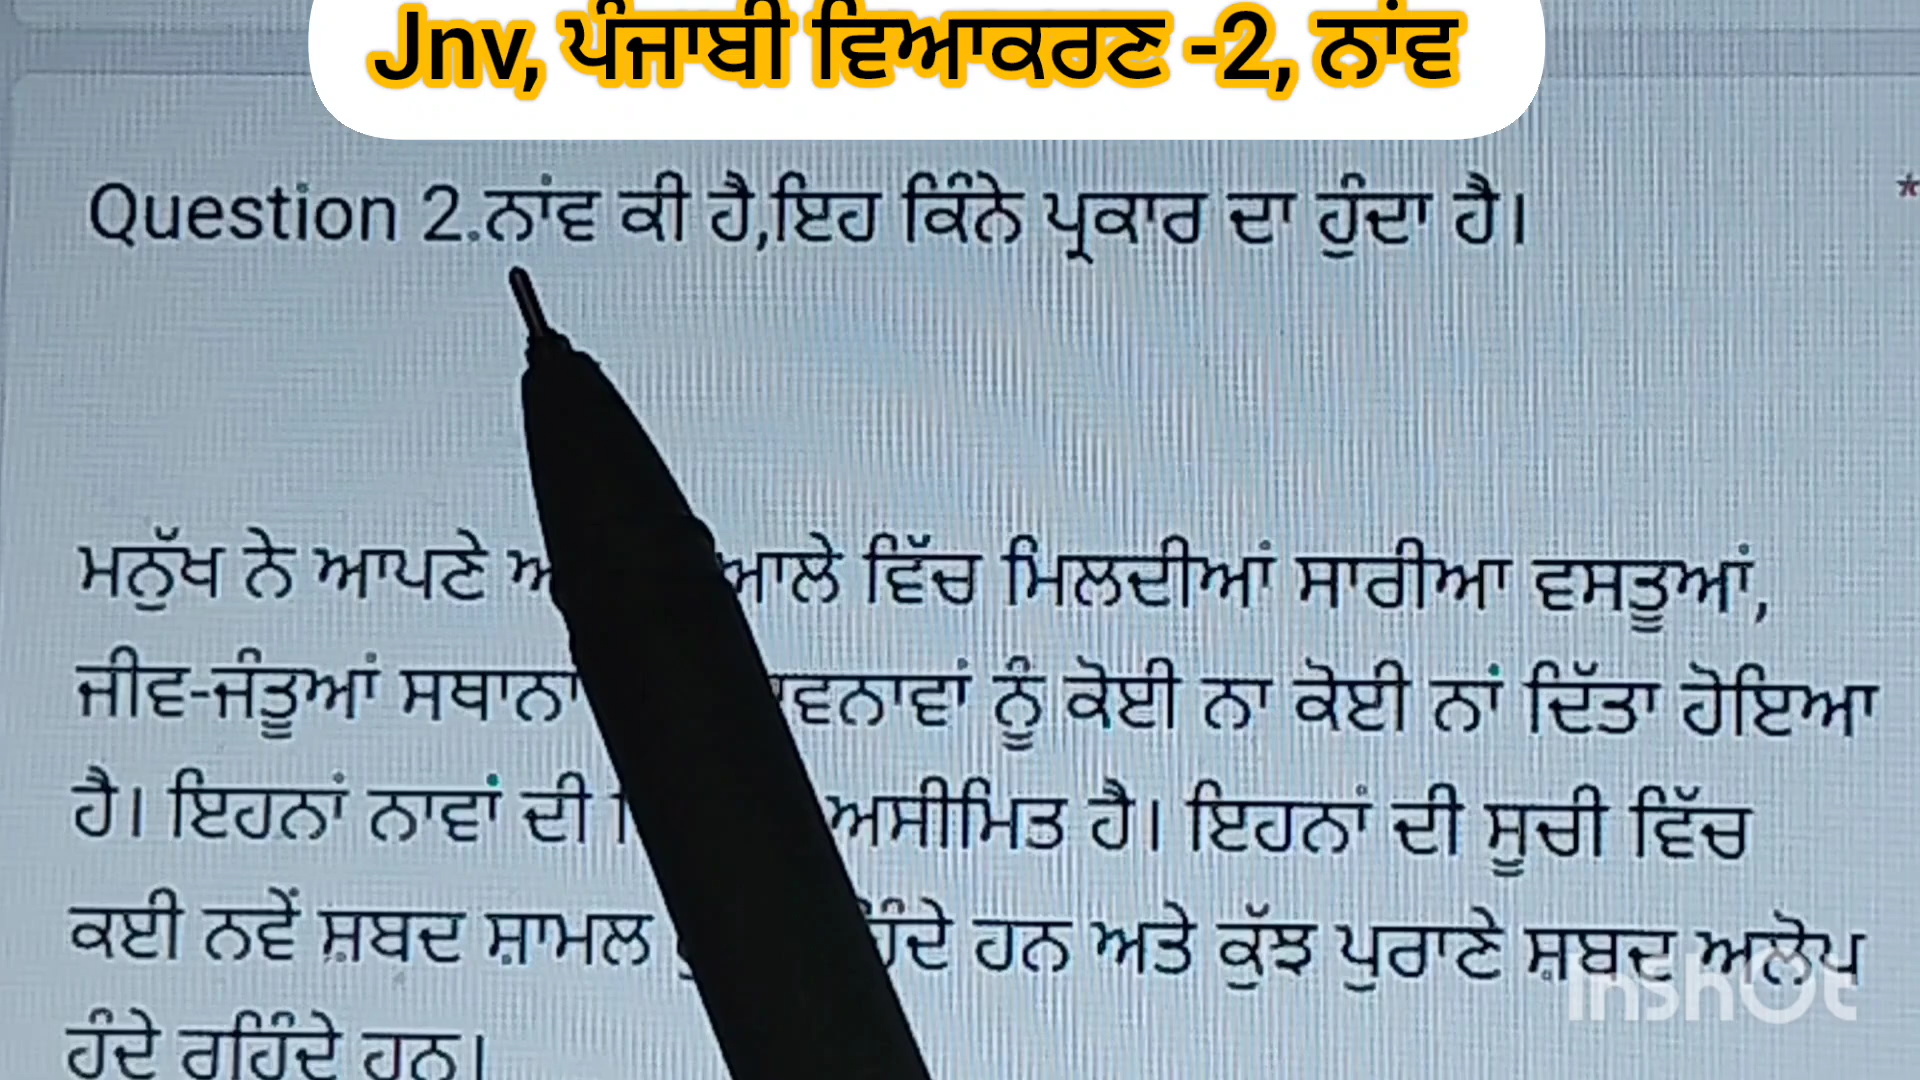 Jnv, ਪੰਜਾਬੀ ਵਿਆਕਰਣ -2, ਨਾਂਵ
Question 2.ਨਾਂਵ ਕੀ ਹੈ,ਇਹ ਕਿੰਨੇ ਪ੍ਰਕਾਰ ਦਾ ਹੁੰਦਾ ਹੈ। *
ਮਨੁੱਖ ਨੇ ਆਪਣੇ ਵਿੱਚ ਮਿਲਦੀਆਂ ਸਾਰੀਆ ਵਸਤੂਆਂ,
ਜੀਵ-ਜੰਤੂਆਂ ਸਥਾਨਾ ਨੂੰ ਕੋਈ ਨਾ ਕੋਈ ਨਾਂ ਦਿੱਤਾ ਹੋਇਆ
ਹੈ। ਇਹਨਾਂ ਨਾਵਾਂ ਦੀ ਅਸੀਮਿਤ ਹੈ। ਇਹਨਾਂ ਦੀ ਸੂਚੀ ਵਿੱਚ
ਕਈ ਨਵੇਂ ਸ਼ਬਦ ਸ਼ਾਮਲ ਹਨ ਅਤੇ ਕੁੱਝ ਪੁਰਾਣੇ ਸ਼ਬਦ ਅਲੋਪ
ਹੁੰਦੇ ਰਹਿੰਦੇ ਹਨ।
InShOt